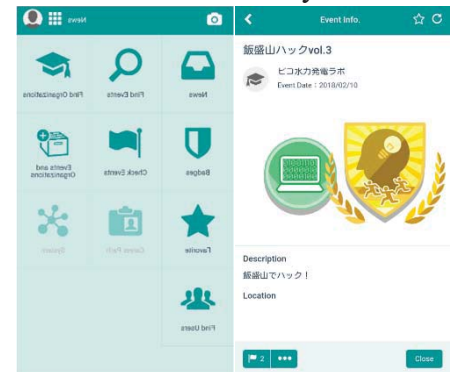 News
Find Organizations
Find Events
News
Events and
Organizations
Check Events
Badges
Career Path
Favorite
Find Users
Event Info.
飯盛山ハックvol.3
ピコ水力発電ラボ
Event Date : 2018/02/10
Description
飯盛山でハック！
Location
2
Close